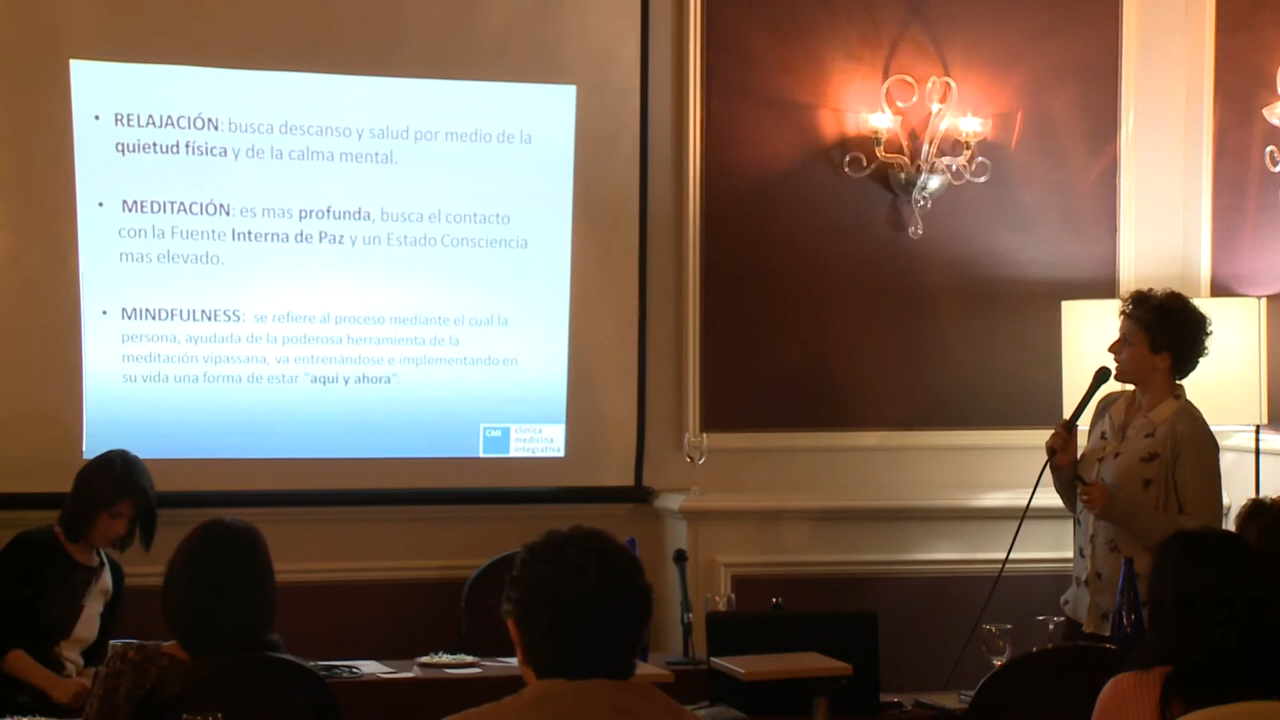 • RELAJACIÓN: busca descanso y salud por medio de la
quietud física y de la calma mental.
• MEDITACIÓN: es mas profunda, busca el contacto
con la Fuente Interna de Paz y un Estado Consciencia
mas elevado.
• MINDFULNESS: se refiere al proceso mediante el cual la
persona, ayudada de la poderosa herramienta de la
meditación vipassana, va entrenándose e implementando en
su vida una forma de estar "aquí y ahora".
CMI
clínica
medicina
integrativa